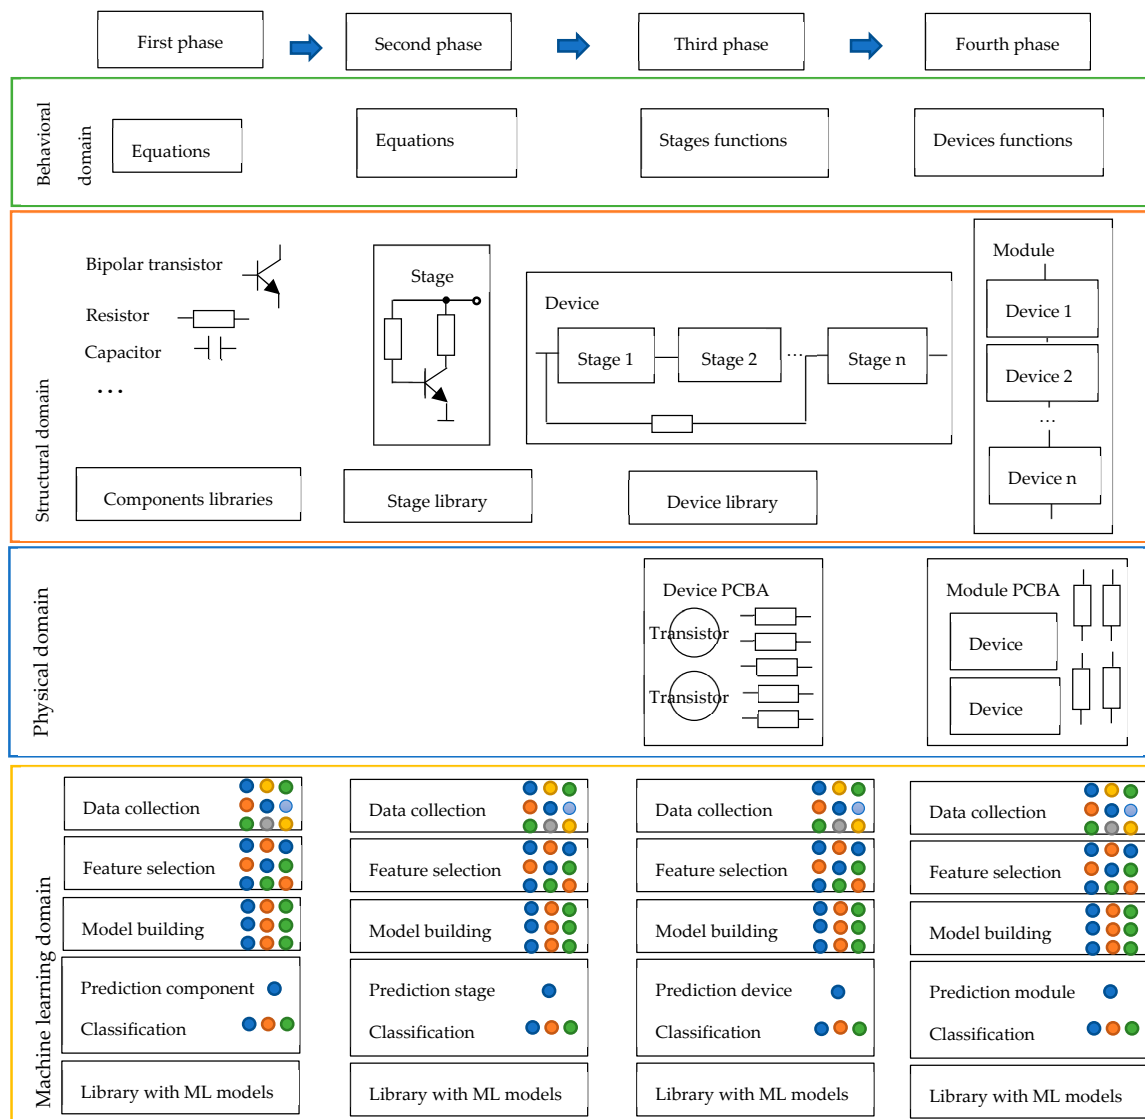 First phase
Second phase
Third phase
Fourth phase
Behavioral
domain
Equations
Equations
Stages functions
Devices functions
Structural domain
Bipolar transistor
Resistor
Capacitor
...
Components libraries
Stage
Stage library
Device
Stage 1
Stage 2
...
Stage n
Device library
Module
Device 1
Device 2
...
Device n
Physical domain
Device PCBA
Transistor
Transistor
Module PCBA
Device
Device
Machine learning domain
Data collection
Feature selection
Model building
Prediction component
Classification
Library with ML models
Data collection
Feature selection
Model building
Prediction stage
Classification
Library with ML models
Data collection
Feature selection
Model building
Prediction device
Classification
Library with ML models
Data collection
Feature selection
Model building
Prediction module
Classification
Library with ML models